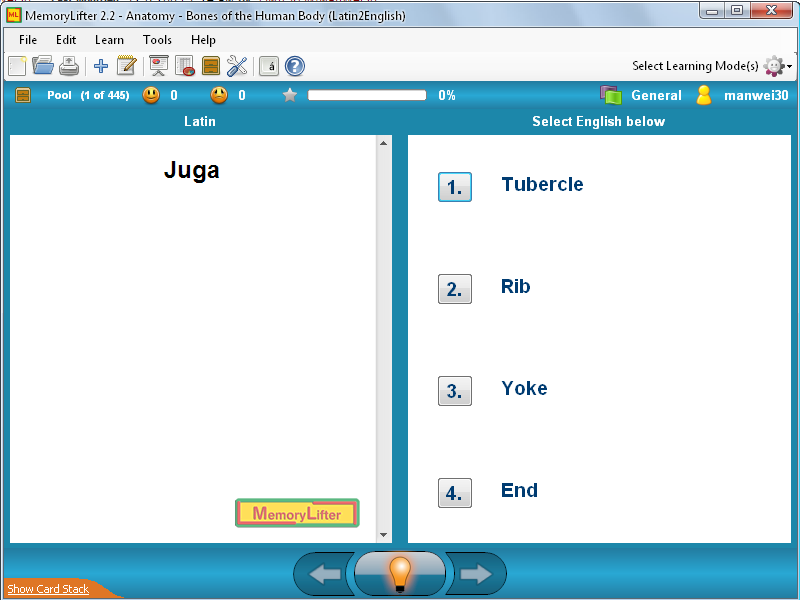 MemoryLifter 2.2 - Anatomy - Bones of the Human Body (Latin2English)
File Edit Learn Tools Help
á ? Select Learning Mode(s)
Pool (1 of 445) 0 0 0% General manwei30
Latin
Select English below
Juga
1. Tubercle
2. Rib
3. Yoke
4. End
MemoryLifter
Show Card Stack